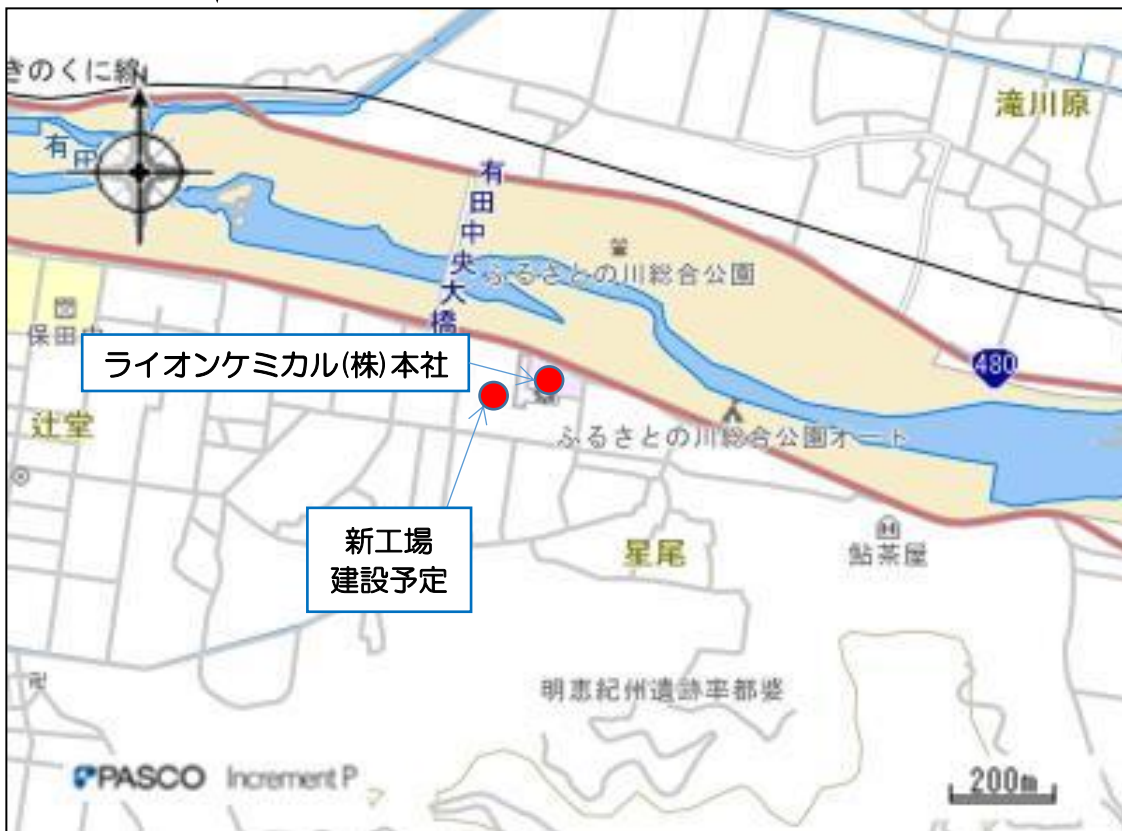 きのくに線
滝川原
有田
有田中央大橋
ふるさとの川総合公園
保田中
ライオンケミカル(株)本社
480
辻堂
ふるさとの川総合公園オート
新工場
建設予定
星尾
鮎茶屋
明恵紀州遺跡率都婆
PASCO Increment P
200m